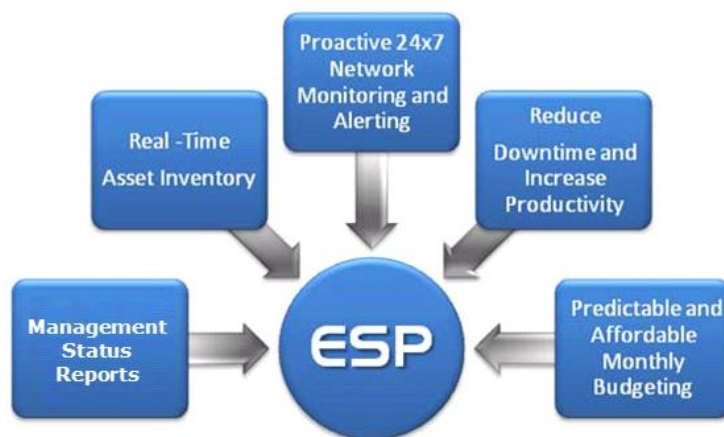 Proactive 24x7
Network
Monitoring and
Alerting
Real -Time
Asset Inventory
Reduce
Downtime and
Increase
Productivity
Management
Status
Reports
ESP
Predictable and
Affordable
Monthly
Budgeting